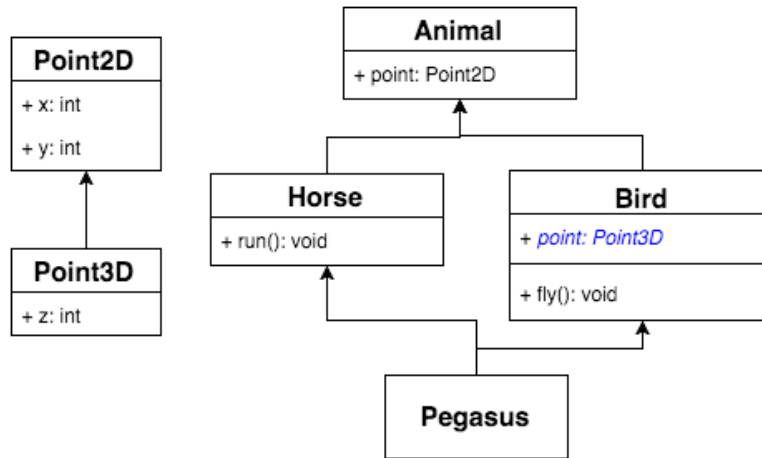 Point2D
+ x: int
+ y: int
Point3D
+ z: int
Animal
+ point: Point2D
Horse
+ run(): void
Bird
+ point: Point3D
+ fly(): void
Pegasus